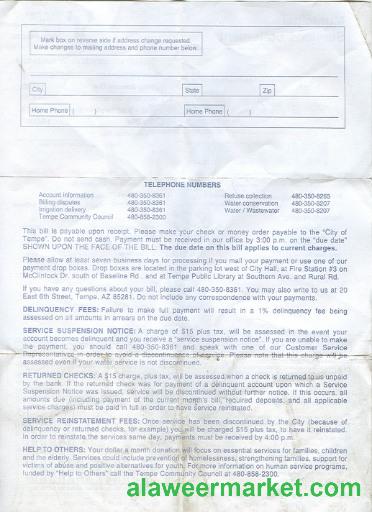 Mark box on reverse side if address change requested.
Make changes to mailing address and phone number below.
City
State
Zip
Home Phone ( )
Home Phone ( )
TELEPHONE NUMBERS
Account information 480-350-8361
Refuse collection 480-350-8265
Billing disputes 480-350-8361
Water conservation 480-350-8207
Irrigation delivery 480-350-8361
Water / Wastewater 480-350-8207
Tempe Community Council 480-858-2300
This bill is payable upon receipt. Please make your check or money order payable to the "City of
Tempe". Do not send cash. Payment must be received in our office by 3:00 p.m. on the "due date"
SHOWN UPON THE FACE OF THE BILL. The due date on this bill applies to current charges.
Please allow at least seven business days for processing if you mail your payment or use one of our
payment drop boxes. Drop boxes are located in the parking lot west of City Hall, at Fire Station #3 on
McClintock Dr. south of Baseline Rd. and at Tempe Public Library at Southern Ave. and Rural Rd.
If you have any questions about your bill, please call 480-350-8361. You may also write to us at 20
East 6th Street, Tempe, AZ 85281. Do not include any correspondence with your payments.
DELINQUENCY FEES: Failure to make full payment will result in a 1% delinquency fee being
assessed on all amounts in arrears on the due date.
SERVICE SUSPENSION NOTICE: A charge of $15 plus tax, will be assessed in the event your
account becomes delinquent and you receive a "service suspension notice". If you are unable to make
the payment, you should call 480-350-8361 and speak with one of our Customer Service
Representatives in order to avoid a discontinuance of service. Please note that this charge will be
assessed even if your water service is not discontinued.
RETURNED CHECKS: A $15 charge, plus tax, will be assessed when a check is returned to us unpaid
by the bank. If the returned check was for payment of a delinquent account upon which a Service
Suspension Notice was issued, service will be discontinued without further notice. If this occurs, all
amounts due (including payment of the current month's bill, required deposits, and all applicable
service charges) must be paid in full in order to have service reinstated.
SERVICE REINSTATEMENT FEES: Once service has been discontinued by the City (because of
delinquency or returned checks, for example) you will be charged $15 plus tax, to have it reinstated.
In order to reinstate the services same day, payments must be received by 4:00 p.m.
HELP TO OTHERS: Your dollar a month donation will focus on essential services for families, children
and the elderly. Services could include prevention of homelessness, strengthening families, support for
victims of abuse and positive alternatives for youth. For more information on human service programs,
funded by "Help to Others" call the Tempe Community Council at 480-858-2300.
alaweermarket.com